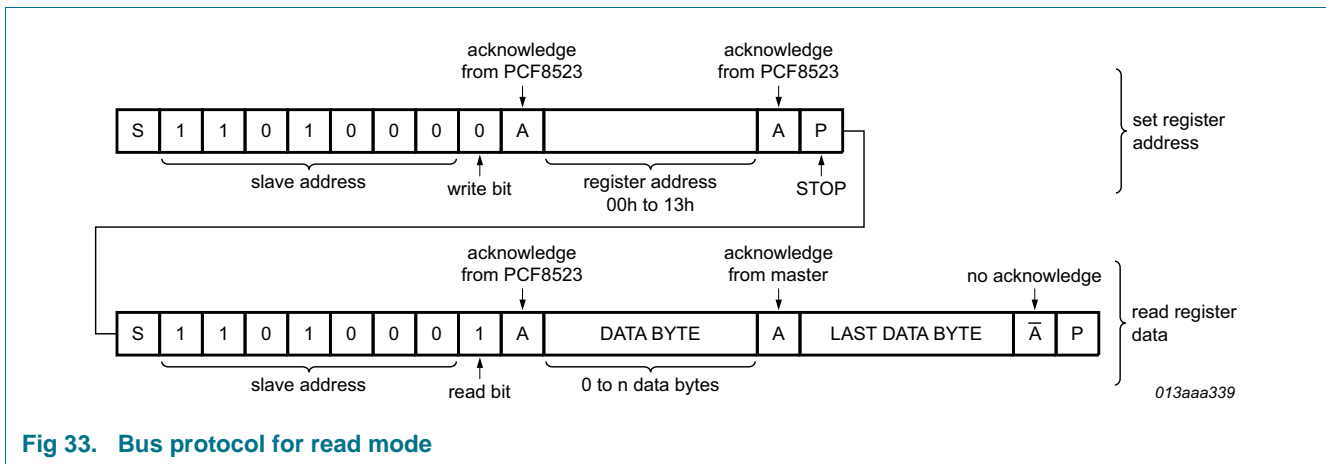 acknowledge acknowledge
from PCF8523 from PCF8523
S 1 1 0 1 0 0 0 0 A A P
set register
address
slave address write bit register address STOP
00h to 13h
acknowledge acknowledge
from PCF8523 from master no acknowledge
S 1 1 0 1 0 0 0 1 A DATA BYTE A LAST DATA BYTE A̅ P
read register
data
slave address read bit 0 to n data bytes
013aaa339
Fig 33. Bus protocol for read mode